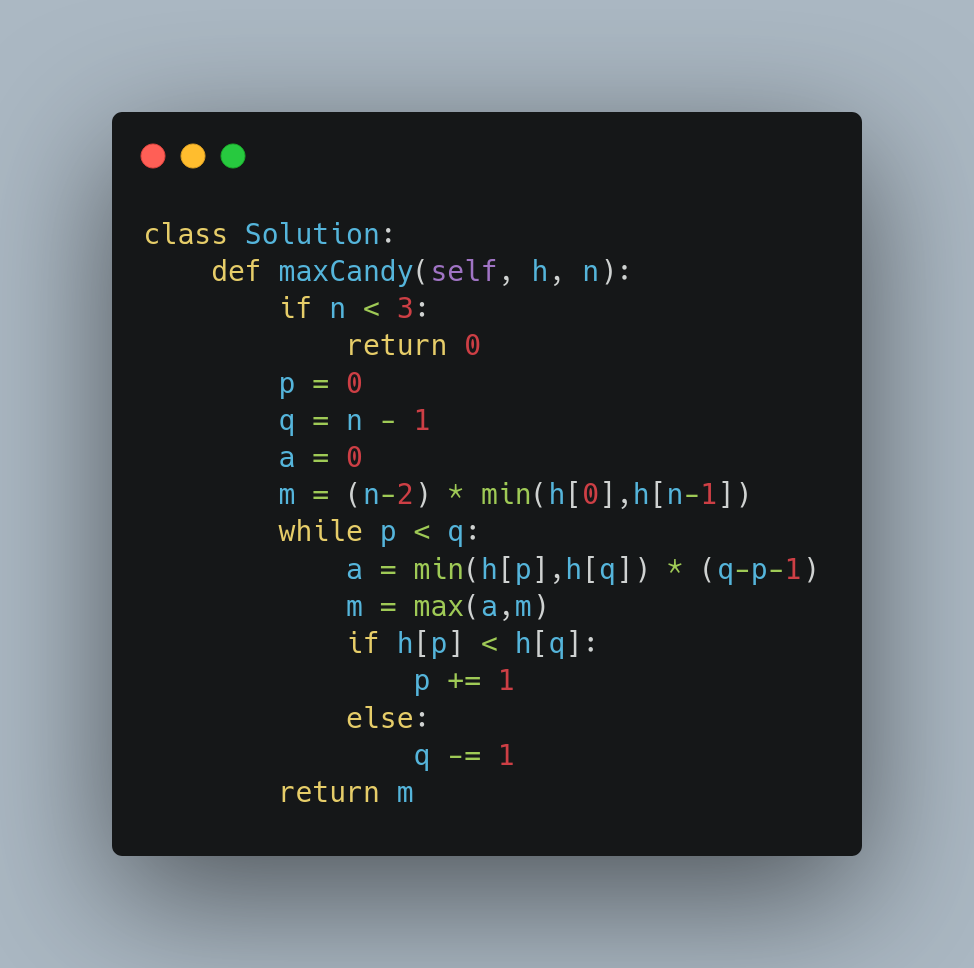 class Solution:
    def maxCandy(self, h, n):
        if n < 3:
            return 0
        p = 0
        q = n - 1
        a = 0
        m = (n-2) * min(h[0],h[n-1])
        while p < q:
            a = min(h[p],h[q]) * (q-p-1)
            m = max(a,m)
            if h[p] < h[q]:
                p += 1
            else:
                q -= 1
        return m